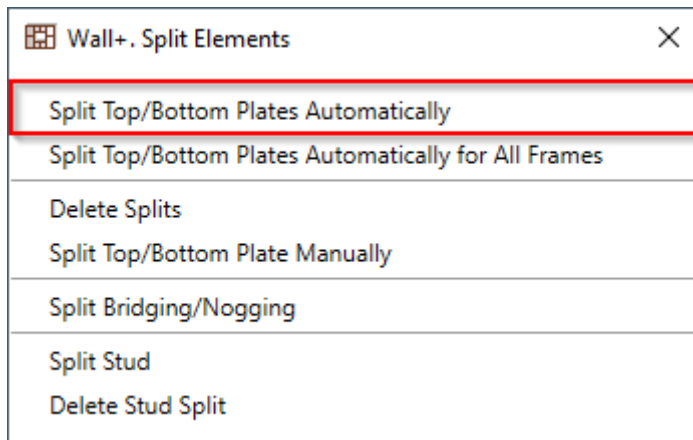 Wall+. Split Elements
Split Top/Bottom Plates Automatically
Split Top/Bottom Plates Automatically for All Frames
Delete Splits
Split Top/Bottom Plate Manually
Split Bridging/Nogging
Split Stud
Delete Stud Split